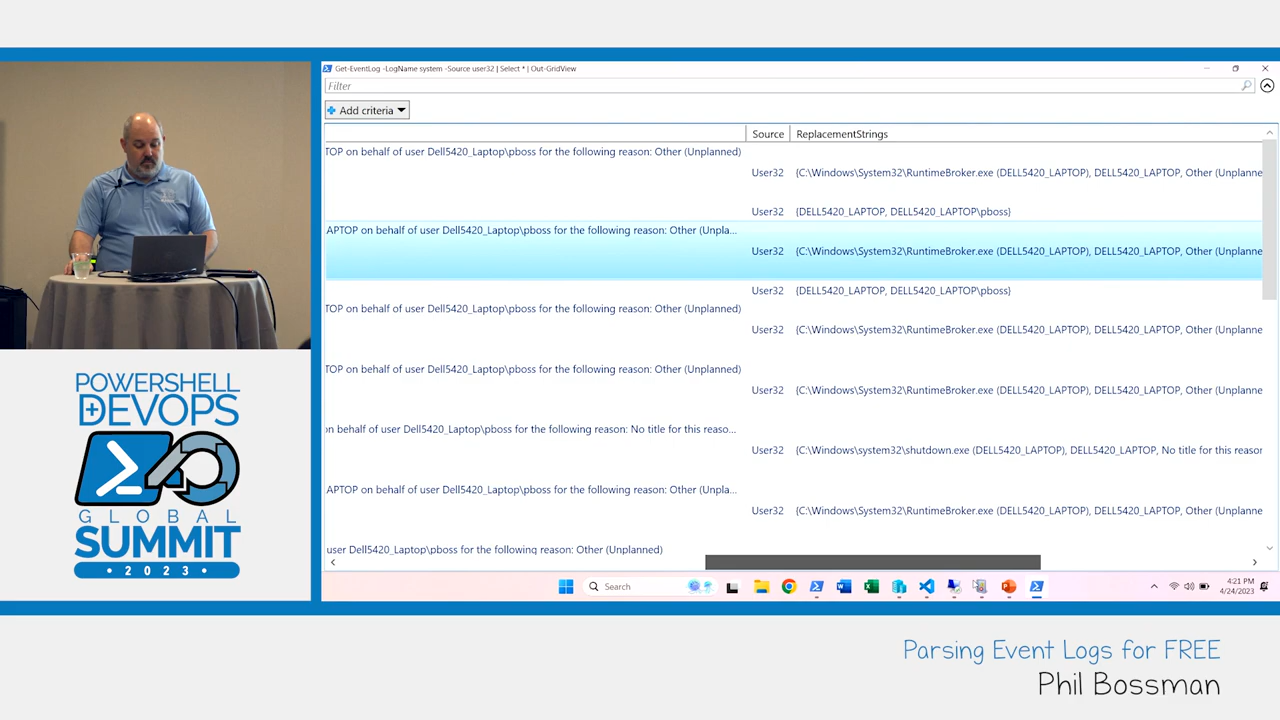 Get-EventLog -LogName system -Source user32 | Select * | Out-GridView
Filter
Add criteria
Source ReplacementStrings
TOP on behalf of user Dell5420_Laptop\pboss for the following reason: Other (Unplanned)
User32 {C:\Windows\System32\RuntimeBroker.exe (DELL5420_LAPTOP), DELL5420_LAPTOP, Other (Unplanne
User32 {DELL5420_LAPTOP, DELL5420_LAPTOP\pboss}
APTOP on behalf of user Dell5420_Laptop\pboss for the following reason: Other (Unpla...
User32 {C:\Windows\System32\RuntimeBroker.exe (DELL5420_LAPTOP), DELL5420_LAPTOP, Other (Unplanne
User32 {DELL5420_LAPTOP, DELL5420_LAPTOP\pboss}
TOP on behalf of user Dell5420_Laptop\pboss for the following reason: Other (Unplanned)
User32 {C:\Windows\System32\RuntimeBroker.exe (DELL5420_LAPTOP), DELL5420_LAPTOP, Other (Unplanne
TOP on behalf of user Dell5420_Laptop\pboss for the following reason: Other (Unplanned)
User32 {C:\Windows\System32\RuntimeBroker.exe (DELL5420_LAPTOP), DELL5420_LAPTOP, Other (Unplanne
on behalf of user Dell5420_Laptop\pboss for the following reason: No title for this reaso...
User32 {C:\Windows\system32\shutdown.exe (DELL5420_LAPTOP), DELL5420_LAPTOP, No title for this reason
APTOP on behalf of user Dell5420_Laptop\pboss for the following reason: Other (Unpla...
User32 {C:\Windows\System32\RuntimeBroker.exe (DELL5420_LAPTOP), DELL5420_LAPTOP, Other (Unplanne
user Dell5420_Laptop\pboss for the following reason: Other (Unplanned)
Search
4:21 PM
4/24/2023
POWERSHELL
+DEVOPS
GLOBAL
SUMMIT
• 2023 •
Parsing Event Logs for FREE
Phil Bossman